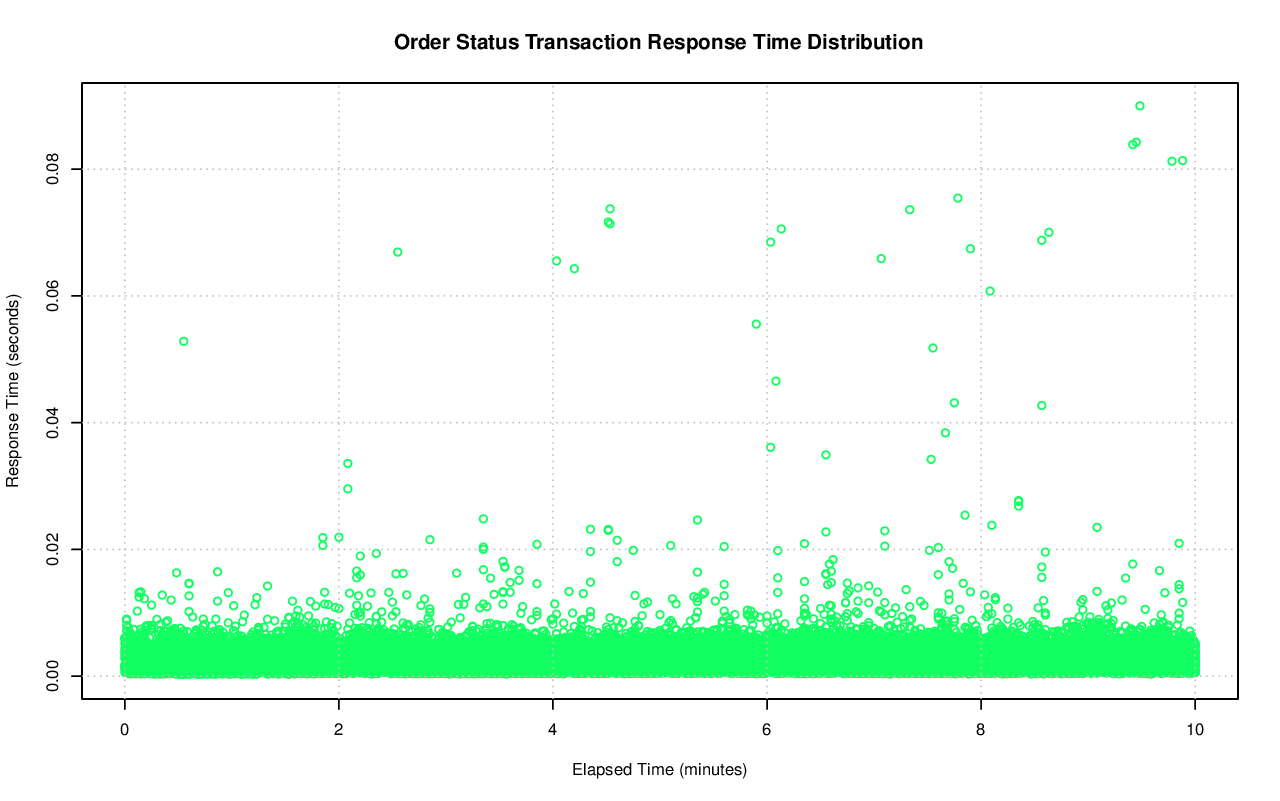 Order Status Transaction Response Time Distribution
Response Time (seconds)
0.08
0.06
0.04
0.02
0.00
0 2 4 6 8 10
Elapsed Time (minutes)